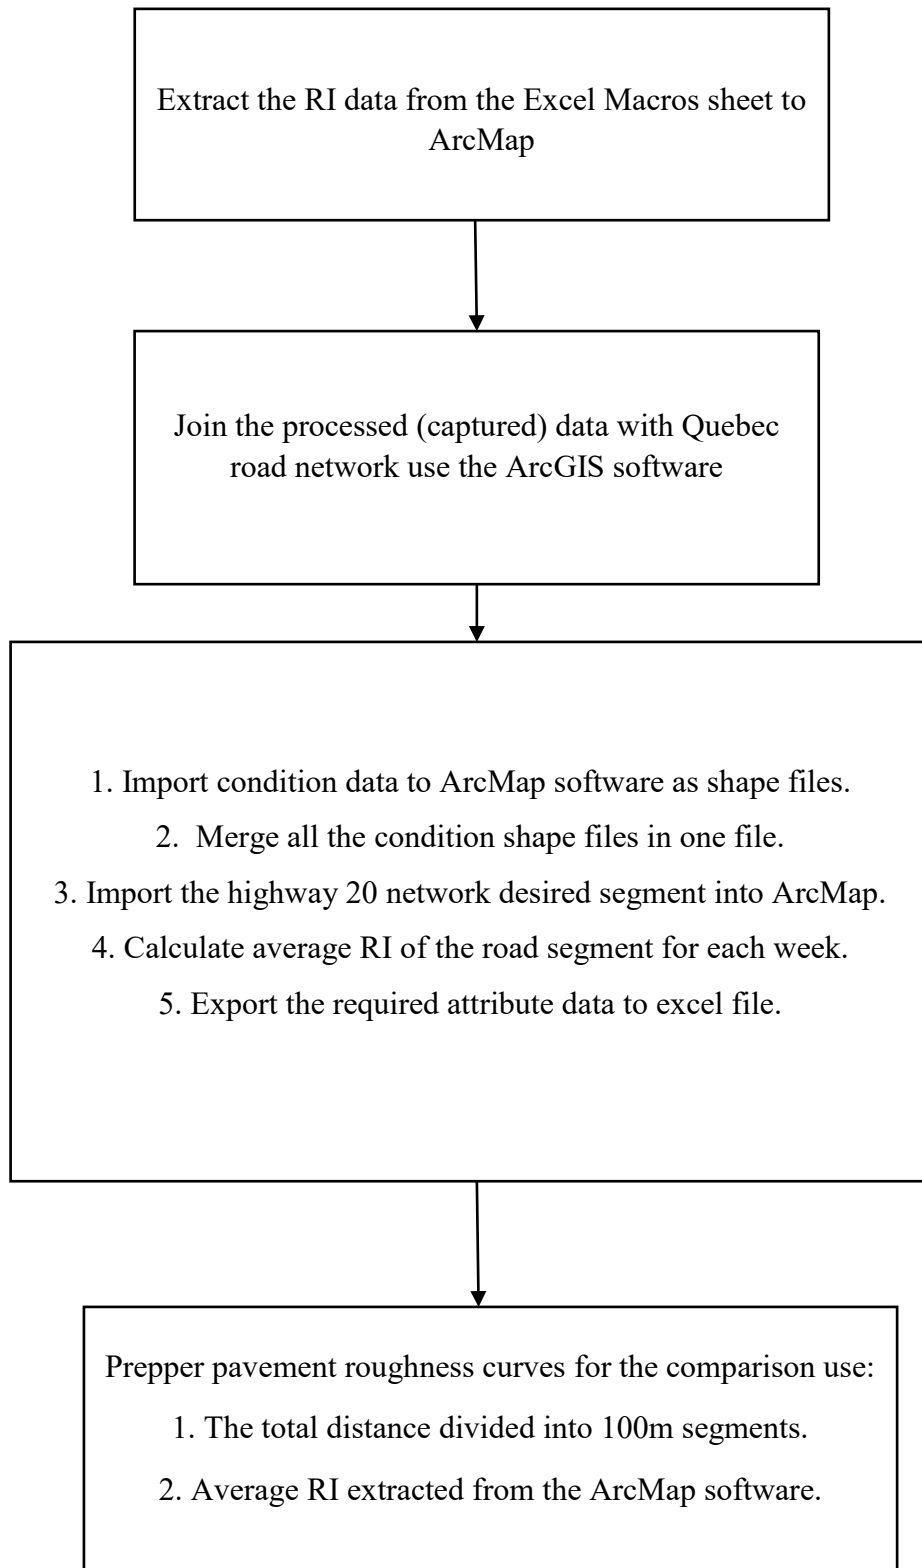 Extract the RI data from the Excel Macros sheet to
ArcMap
Join the processed (captured) data with Quebec
road network use the ArcGIS software
1. Import condition data to ArcMap software as shape files.
2.  Merge all the condition shape files in one file.
3. Import the highway 20 network desired segment into ArcMap.
4. Calculate average RI of the road segment for each week.
5. Export the required attribute data to excel file.
Prepper pavement roughness curves for the comparison use:
1. The total distance divided into 100m segments.
2. Average RI extracted from the ArcMap software.